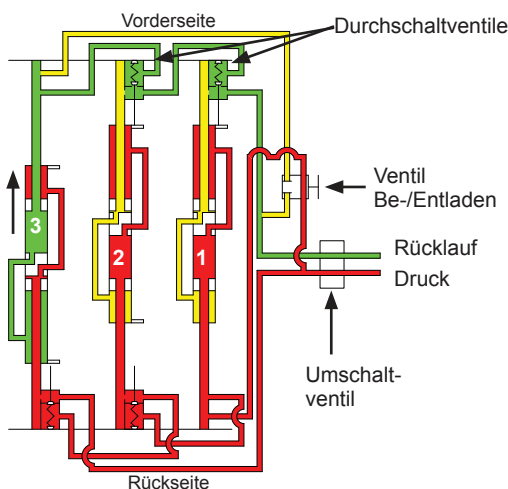 Vorderseite
Durchschaltventile
Ventil
Be-/Entladen
3
2
1
Rücklauf
Druck
Umschalt-
ventil
Rückseite